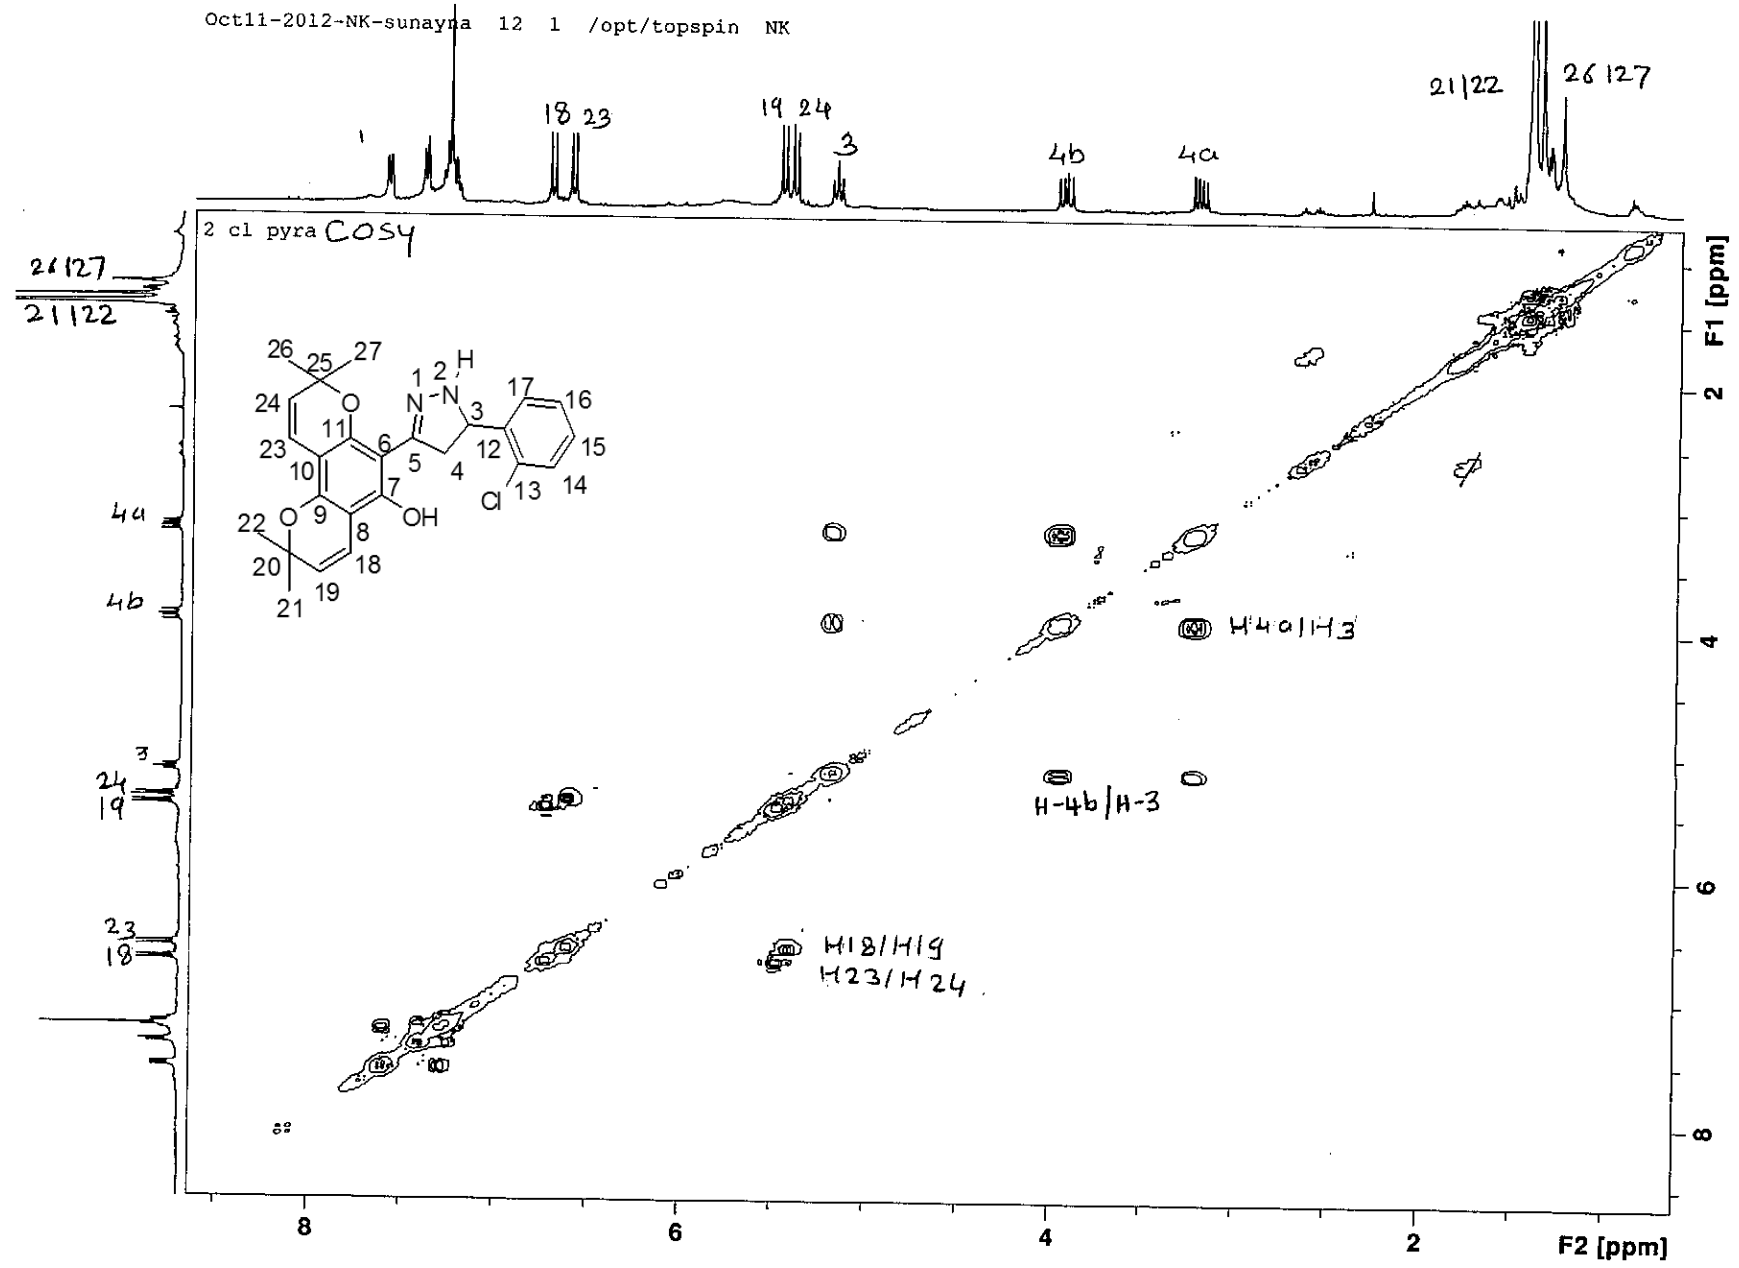 Oct11-2012-NK-sunayna 12 1 /opt/topspin NK
21/22
26/27
18
23
19
24
3
4b
4a
2 cl pyra COSY
26/27
21/22
4a
4b
3
24
19
23
18
26
27
25
24
O
23
11
10
1
N
2
N
H
3
17
16
6
5
4
12
15
13
14
Cl
7
OH
9
8
22
O
20
19
18
21
H4a/H3
H-4b/H-3
H18/H19
H23/H24
F1 [ppm]
2
4
6
8
8
6
4
2
F2 [ppm]